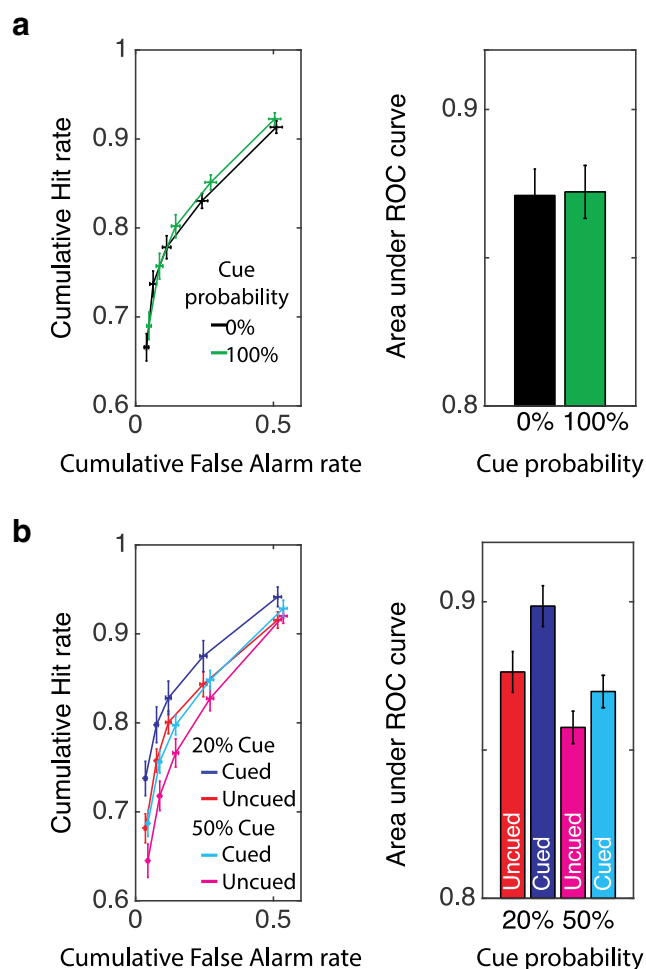 a
1
0.9
0.8
0.7
0.6
Cumulative Hit rate
Cue
probability
0%
100%
0
0.5
Cumulative False Alarm rate
0.9
0.8
Area under ROC curve
0% 100%
Cue probability
b
1
0.9
0.8
0.7
0.6
Cumulative Hit rate
20% Cue
Cued
Uncued
50% Cue
Cued
Uncued
0
0.5
Cumulative False Alarm rate
0.9
0.8
Area under ROC curve
Uncued
Cued
Uncued
Cued
20% 50%
Cue probability